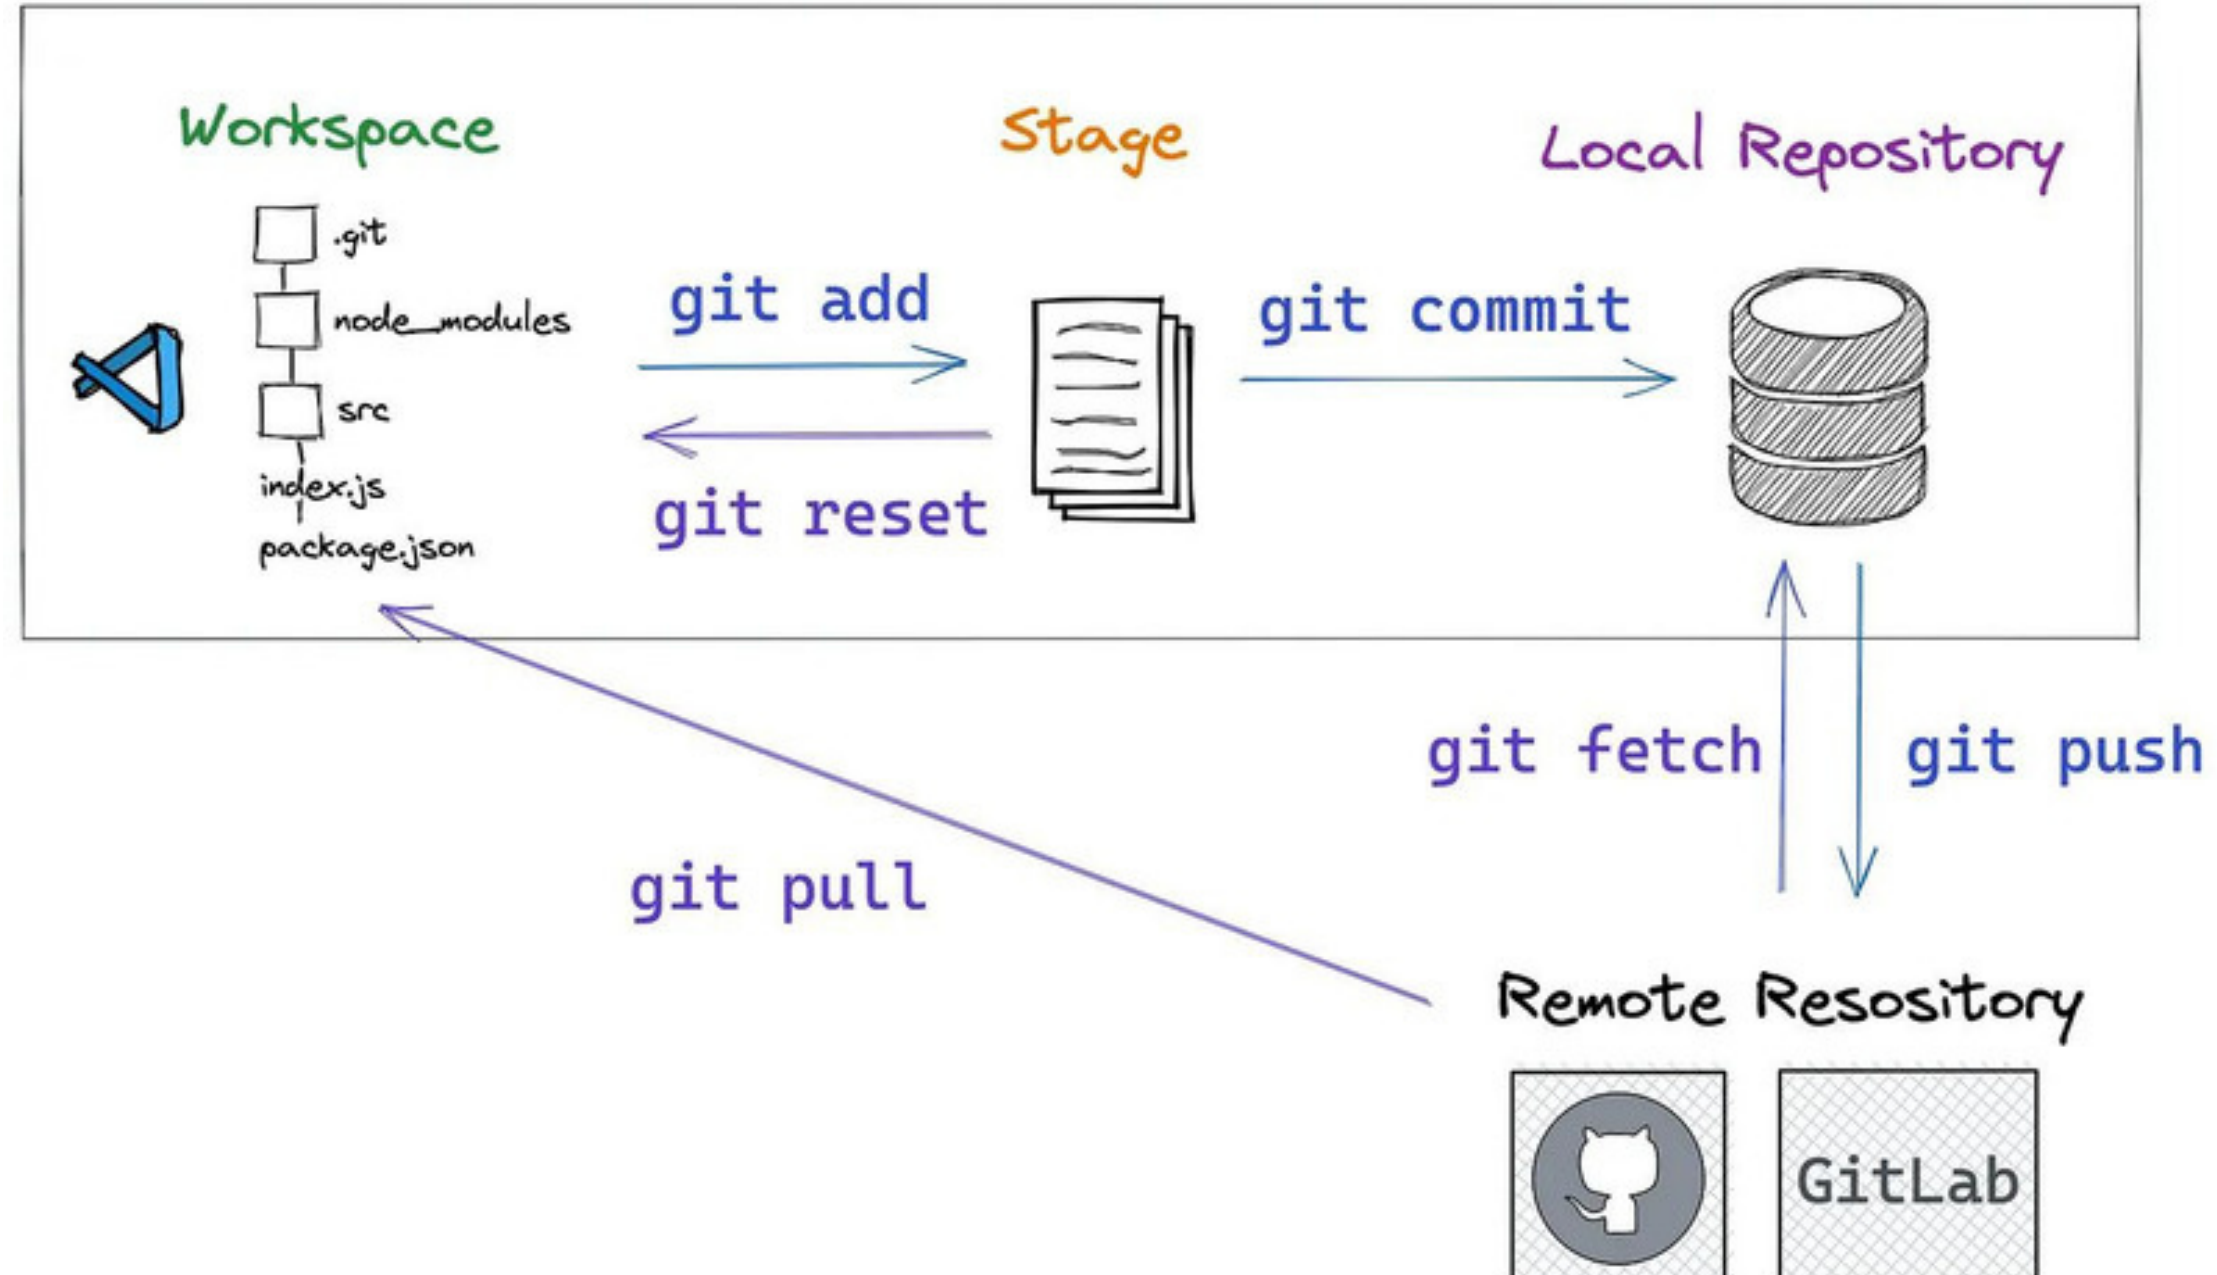 Workspace
Stage
Local Repository
.git
node_modules
src
index.js
package.json
git add
git commit
git reset
git fetch
git push
git pull
Remote Resository
GitLab